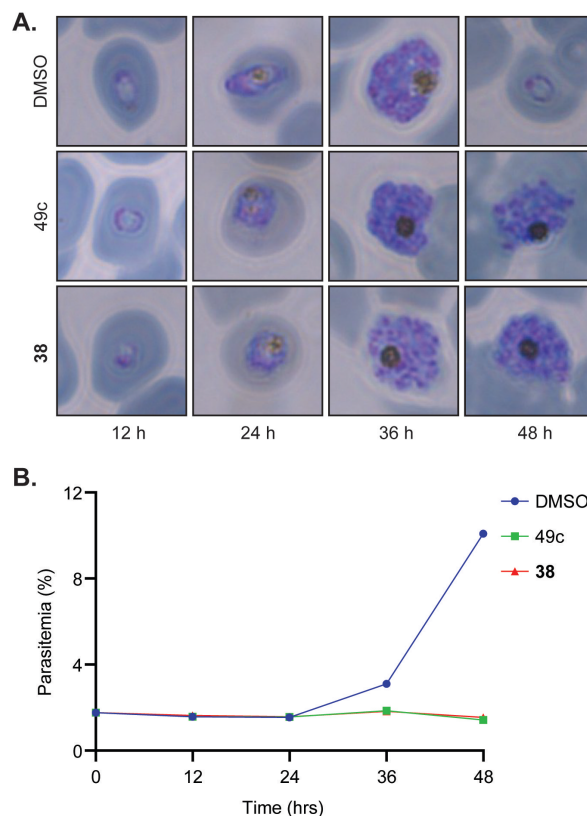 A.
DMSO
49c
38
12 h
24 h
36 h
48 h
B.
12
8
4
0
Parasitemia (%)
0
12
24
36
48
Time (hrs)
DMSO
49c
38